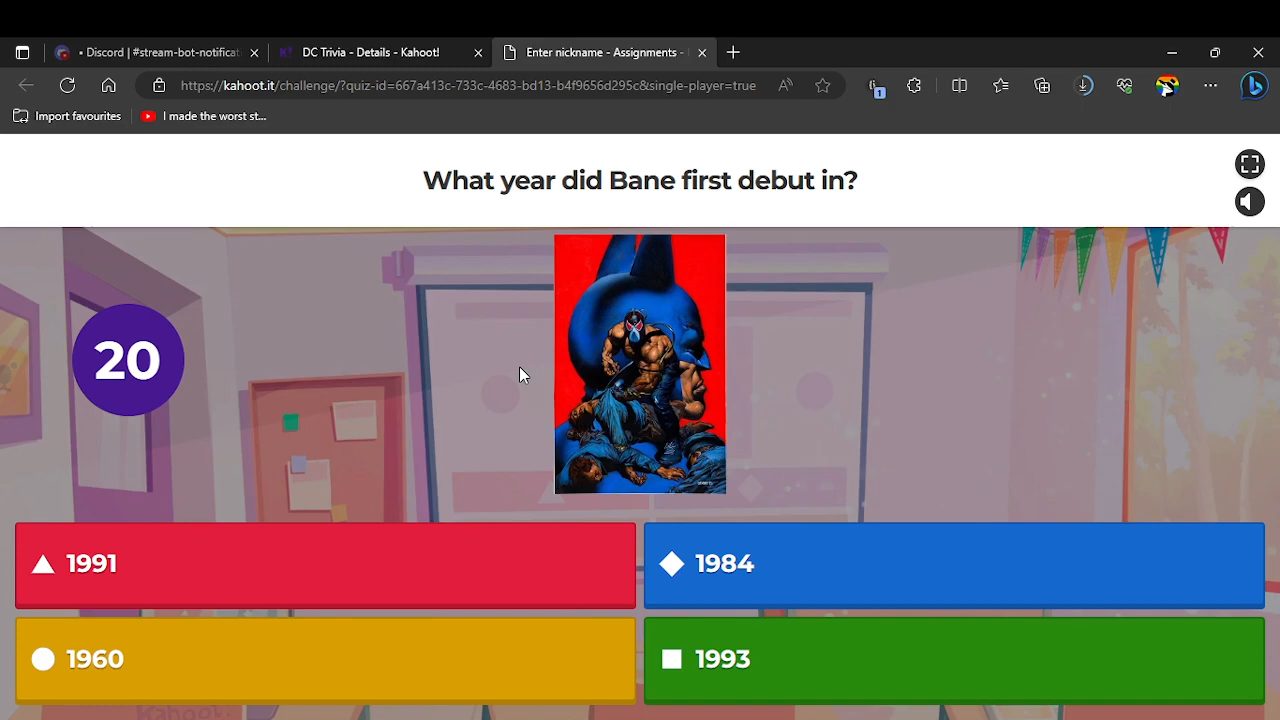 • Discord | #stream-bot-notificat
DC Trivia - Details - Kahoot!
Enter nickname - Assignments -
https://kahoot.it/challenge/?quiz-id=667a413c-733c-4683-bd13-b4f9656d295c&single-player=true
1
Import favourites
I made the worst st...
What year did Bane first debut in?
20
1991
1984
1960
1993
Kahoot!